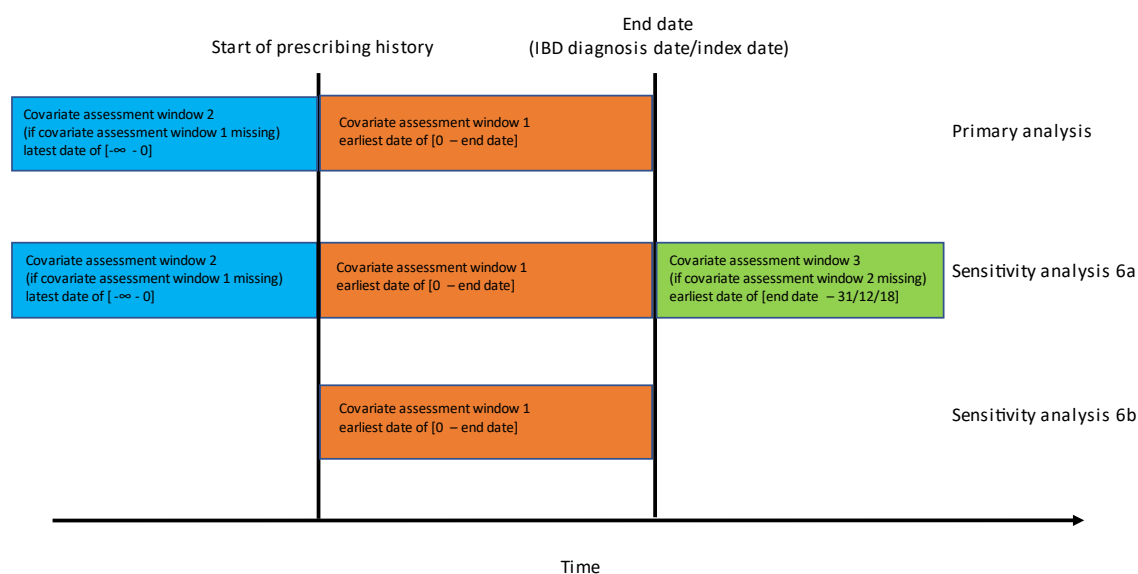 End date
(IBD diagnosis date/index date)
Start of prescribing history
Covariate assessment window 2
(if covariate assessment window 1 missing)
latest date of [-∞ - 0]
Covariate assessment window 1
earliest date of [0 – end date]
Primary analysis
Covariate assessment window 2
(if covariate assessment window 1 missing)
latest date of [ -∞ - 0]
Covariate assessment window 1
earliest date of [0 – end date]
Covariate assessment window 3
(if covariate assessment window 2 missing)
earliest date of [end date – 31/12/18]
Sensitivity analysis 6a
Covariate assessment window 1
earliest date of [0 – end date]
Sensitivity analysis 6b
Time